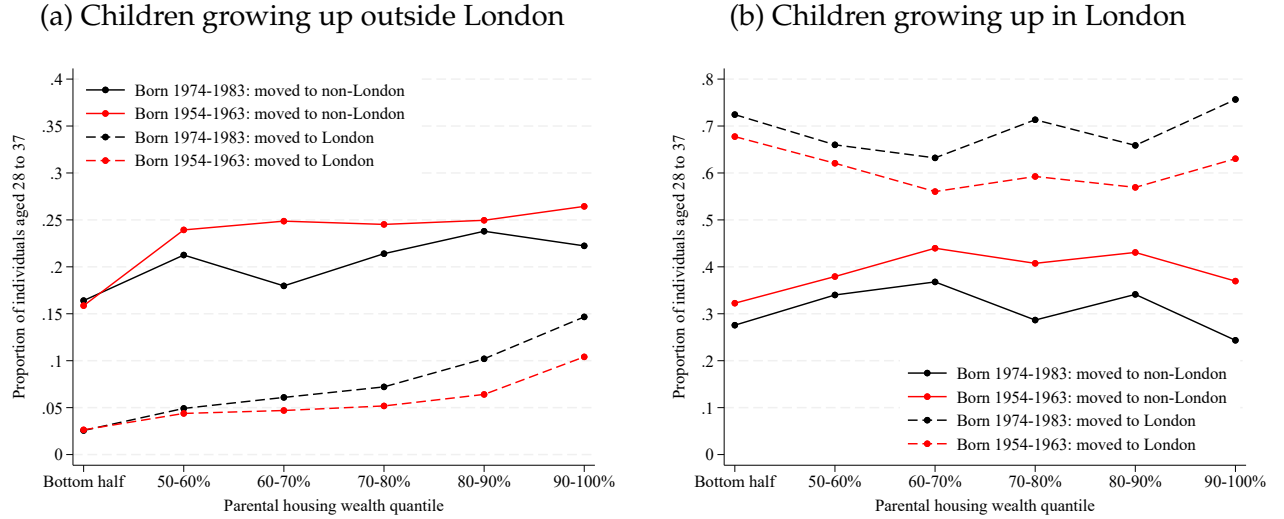 (a) Children growing up outside London
.4
.35
.3
.25
.2
.15
.1
.05
0
Proportion of individuals aged 28 to 37
Born 1974-1983: moved to non-London
Born 1954-1963: moved to non-London
Born 1974-1983: moved to London
Born 1954-1963: moved to London
Bottom half 50-60% 60-70% 70-80% 80-90% 90-100%
Parental housing wealth quantile
(b) Children growing up in London
.8
.7
.6
.5
.4
.3
.2
.1
0
Proportion of individuals aged 28 to 37
Born 1974-1983: moved to non-London
Born 1954-1963: moved to non-London
Born 1974-1983: moved to London
Born 1954-1963: moved to London
Bottom half 50-60% 60-70% 70-80% 80-90% 90-100%
Parental housing wealth quantile